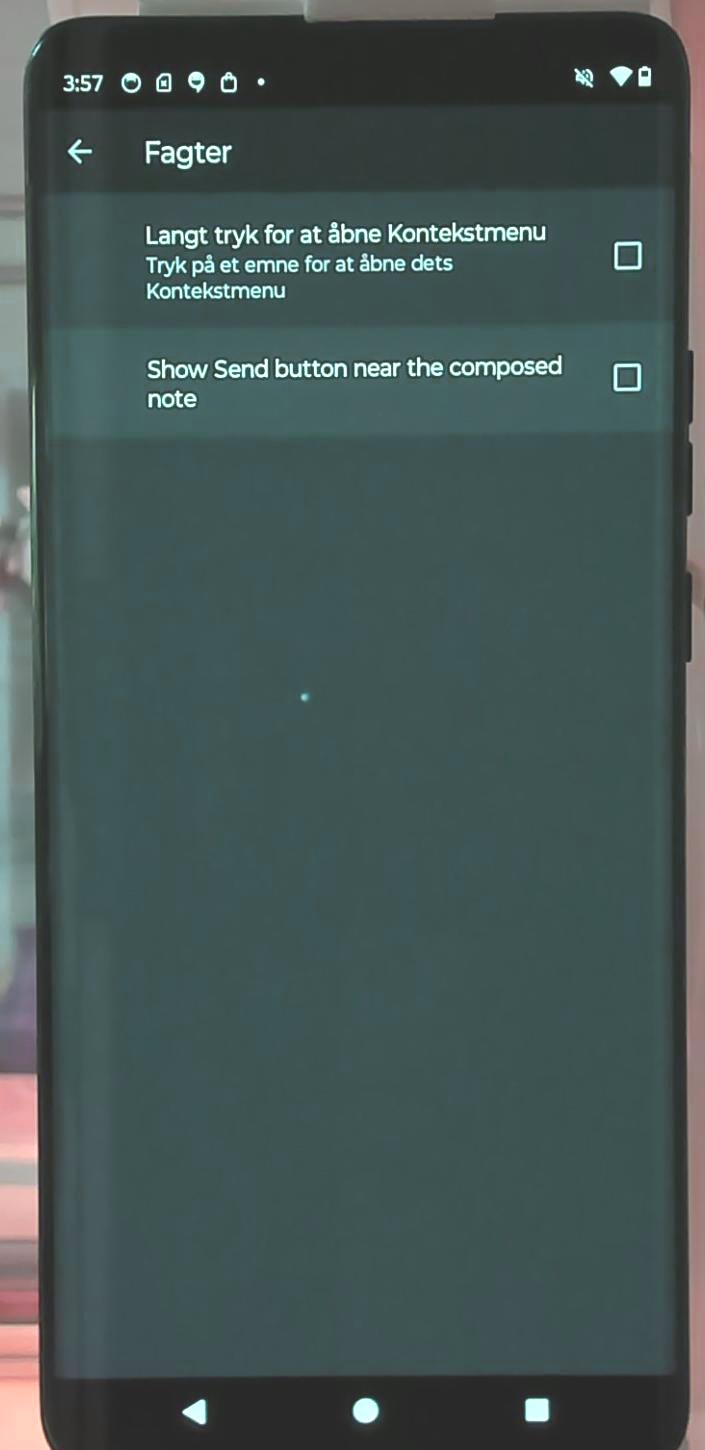 3:57
Fagter
Langt tryk for at åbne Kontekstmenu
Tryk på et emne for at åbne dets
Kontekstmenu
Show Send button near the composed
note